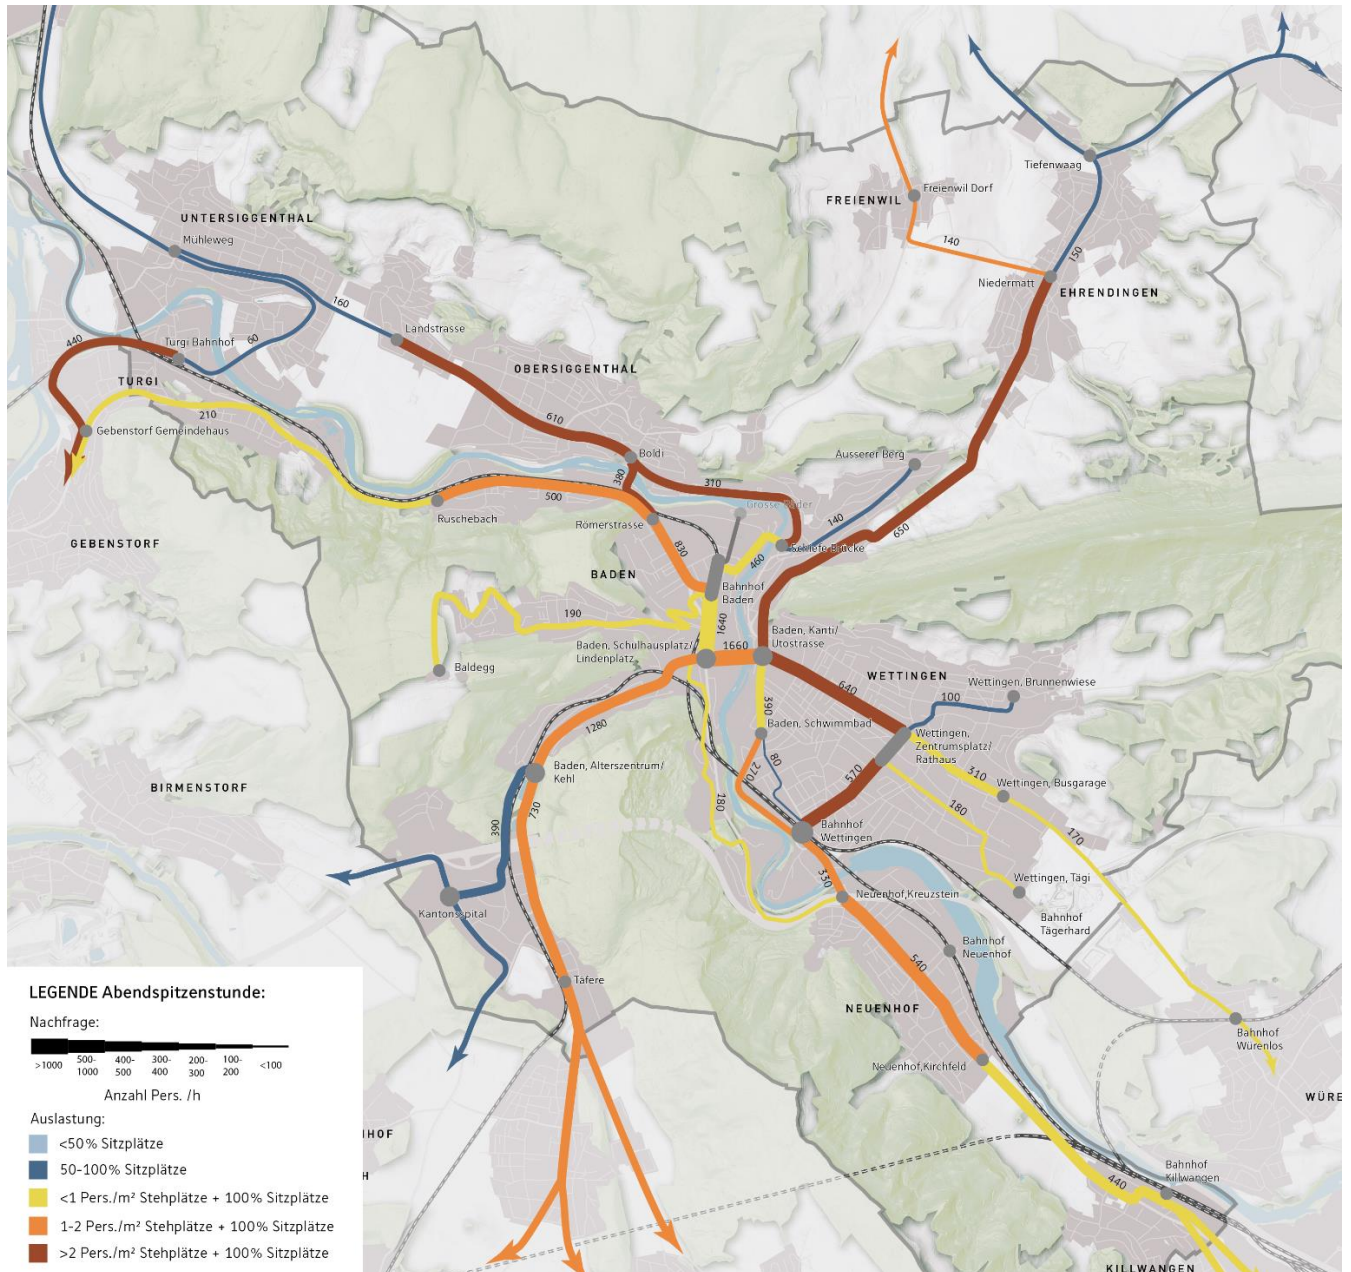 Tiefenwaag
Freienwil Dorf
FREIENWIL
UNTERSIGGENTHAL
Mühleweg
140
150
Niedermatt
EHRENDINGEN
160
Landstrasse
440
Turgi Bahnhof
60
OBERSIGGENTHAL
TURGI
210
610
Gebenstorf Gemeindehaus
Boldi
Äusserer Berg
380
310
500
Grosse Bäder
Ruschebach
Römerstrasse
140
650
GEBENSTORF
830
Schiefe Brücke
460
BADEN
Bahnhof
Baden
190
1640
Baden, Kanti/
Utostrasse
Baden, Schulhausplatz/
Lindenplatz
1660
Baldegg
WETTINGEN
640
Wettingen, Brunnenwiese
100
590
1280
Baden, Schwimmbad
Wettingen,
Zentrumsplatz/
Rathaus
80
270
570
Baden, Alterszentrum/
Kehl
310
Wettingen, Busgarage
BIRMENSTORF
730
180
180
390
Bahnhof
Wettingen
170
330
Wettingen, Tägi
Neuenhof,Kreuzstein
Kantonsspital
Bahnhof
Tägerhard
Bahnhof
Neuenhof
540
Täfere
NEUENHOF
Bahnhof
Würenlos
Neuenhof,Kirchfeld
WÜRE
LEGENDE Abendspitzenstunde:
Nachfrage:
>1000 500-1000 400-500 300-400 200-300 100-200 <100
Anzahl Pers. /h
Auslastung:
<50% Sitzplätze
50-100% Sitzplätze
<1 Pers./m² Stehplätze + 100% Sitzplätze
1-2 Pers./m² Stehplätze + 100% Sitzplätze
>2 Pers./m² Stehplätze + 100% Sitzplätze
HOF
H
Bahnhof
Killwangen
440
KILLWANGEN